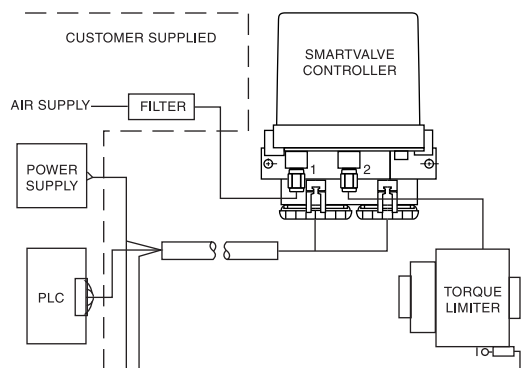 CUSTOMER SUPPLIED
SMARTVALVE
CONTROLLER
AIR SUPPLY
FILTER
1
2
POWER
SUPPLY
PLC
TORQUE
LIMITER